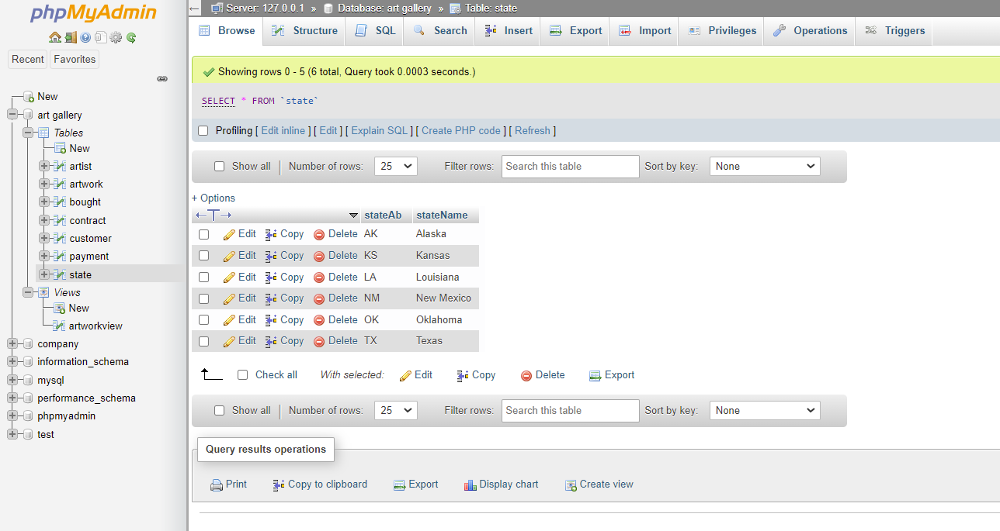 phpMyAdmin
Recent Favorites
New
art gallery
Tables
New
artist
artwork
bought
contract
customer
payment
state
Views
New
artworkview
company
information_schema
mysql
performance_schema
phpmyadmin
test
Server: 127.0.0.1 » Database: art gallery » Table: state
Browse Structure SQL Search Insert Export Import Privileges Operations Triggers
Showing rows 0 - 5 (6 total, Query took 0.0003 seconds.)
SELECT * FROM `state`
Profiling [ Edit inline ] [ Edit ] [ Explain SQL ] [ Create PHP code ] [ Refresh ]
Show all | Number of rows: 25 Filter rows: Search this table Sort by key: None
+ Options
←T→ stateAb stateName
Edit Copy Delete AK Alaska
Edit Copy Delete KS Kansas
Edit Copy Delete LA Louisiana
Edit Copy Delete NM New Mexico
Edit Copy Delete OK Oklahoma
Edit Copy Delete TX Texas
Check all With selected: Edit Copy Delete Export
Show all | Number of rows: 25 Filter rows: Search this table Sort by key: None
Query results operations
Print Copy to clipboard Export Display chart Create view